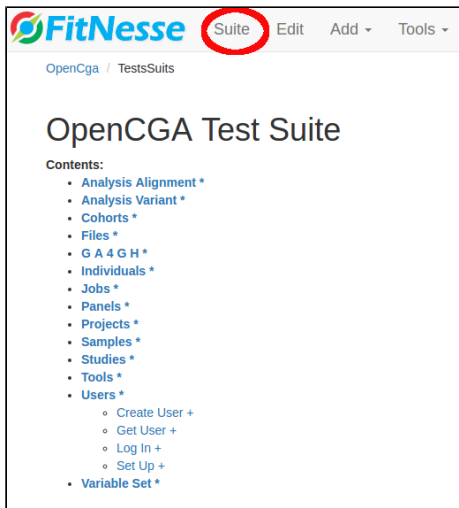 FitNesse Suite Edit Add Tools
OpenCga / TestsSuits
OpenCGA Test Suite
Contents:
Analysis Alignment *
Analysis Variant *
Cohorts *
Files *
G A 4 G H *
Individuals *
Jobs *
Panels *
Projects *
Samples *
Studies *
Tools *
Users *
Create User +
Get User +
Log In +
Set Up +
Variable Set *